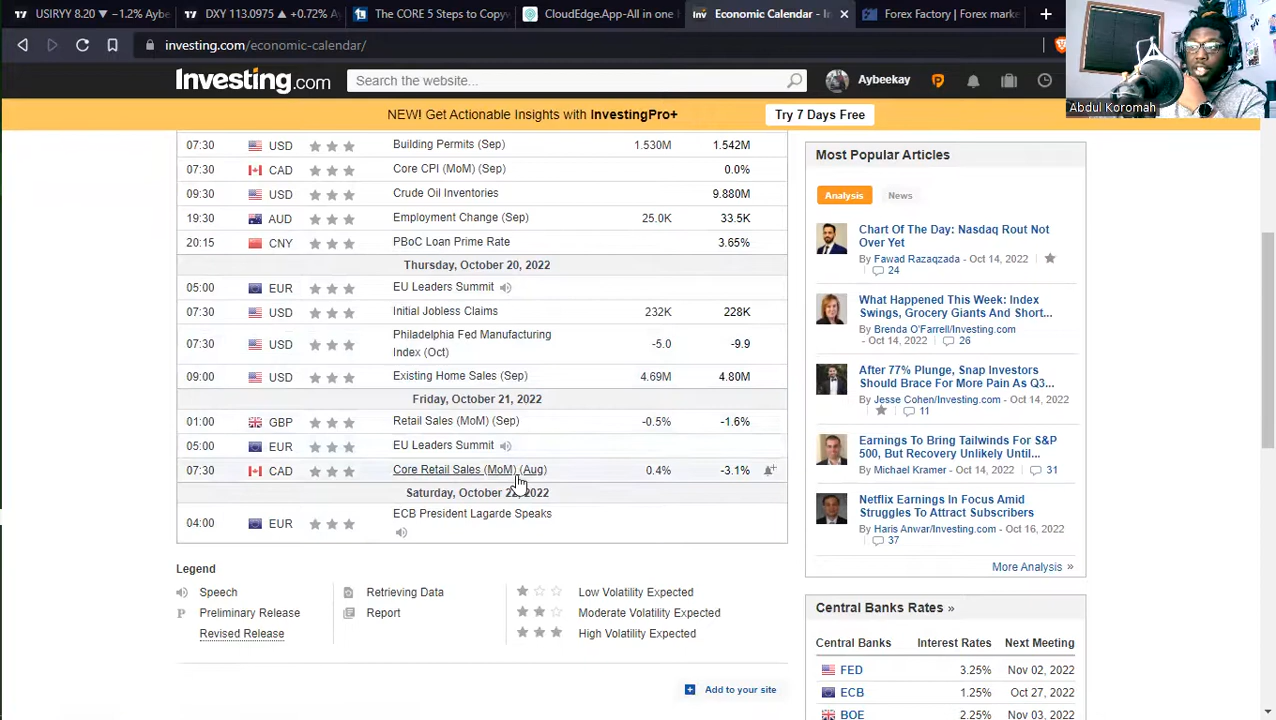 USIRYY 8.20 ▼ −1.2% Aybe
DXY 113.0975 ▲ +0.72% Ay
The CORE 5 Steps to Copyw
CloudEdge.App-All in one
Economic Calendar - In
Forex Factory | Forex marke
investing.com/economic-calendar/
Investing.com
Search the website...
Aybeekay
Abdul Koromah
NEW! Get Actionable Insights with InvestingPro+
Try 7 Days Free
07:30 USD Building Permits (Sep) 1.530M 1.542M
07:30 CAD Core CPI (MoM) (Sep) 0.0%
09:30 USD Crude Oil Inventories 9.880M
19:30 AUD Employment Change (Sep) 25.0K 33.5K
20:15 CNY PBoC Loan Prime Rate 3.65%
Thursday, October 20, 2022
05:00 EUR EU Leaders Summit
07:30 USD Initial Jobless Claims 232K 228K
07:30 USD Philadelphia Fed Manufacturing
Index (Oct) -5.0 -9.9
09:00 USD Existing Home Sales (Sep) 4.69M 4.80M
Friday, October 21, 2022
01:00 GBP Retail Sales (MoM) (Sep) -0.5% -1.6%
05:00 EUR EU Leaders Summit
07:30 CAD Core Retail Sales (MoM) (Aug) 0.4% -3.1%
Saturday, October 22, 2022
04:00 EUR ECB President Lagarde Speaks
Legend
Speech
Retrieving Data
Low Volatility Expected
P Preliminary Release
Report
Moderate Volatility Expected
Revised Release
High Volatility Expected
Add to your site
Most Popular Articles
Analysis
News
Chart Of The Day: Nasdaq Rout Not
Over Yet
By Fawad Razaqzada - Oct 14, 2022
24
What Happened This Week: Index
Swings, Grocery Giants And Short...
By Brenda O'Farrell/Investing.com
- Oct 14, 2022 26
After 77% Plunge, Snap Investors
Should Brace For More Pain As Q3...
By Jesse Cohen/Investing.com - Oct 14, 2022
11
Earnings To Bring Tailwinds For S&P
500, But Recovery Unlikely Until...
By Michael Kramer - Oct 14, 2022 31
Netflix Earnings In Focus Amid
Struggles To Attract Subscribers
By Haris Anwar/Investing.com - Oct 16, 2022
37
More Analysis »
Central Banks Rates »
Central Banks Interest Rates Next Meeting
FED 3.25% Nov 02, 2022
ECB 1.25% Oct 27, 2022
BOE 2.25% Nov 03, 2022